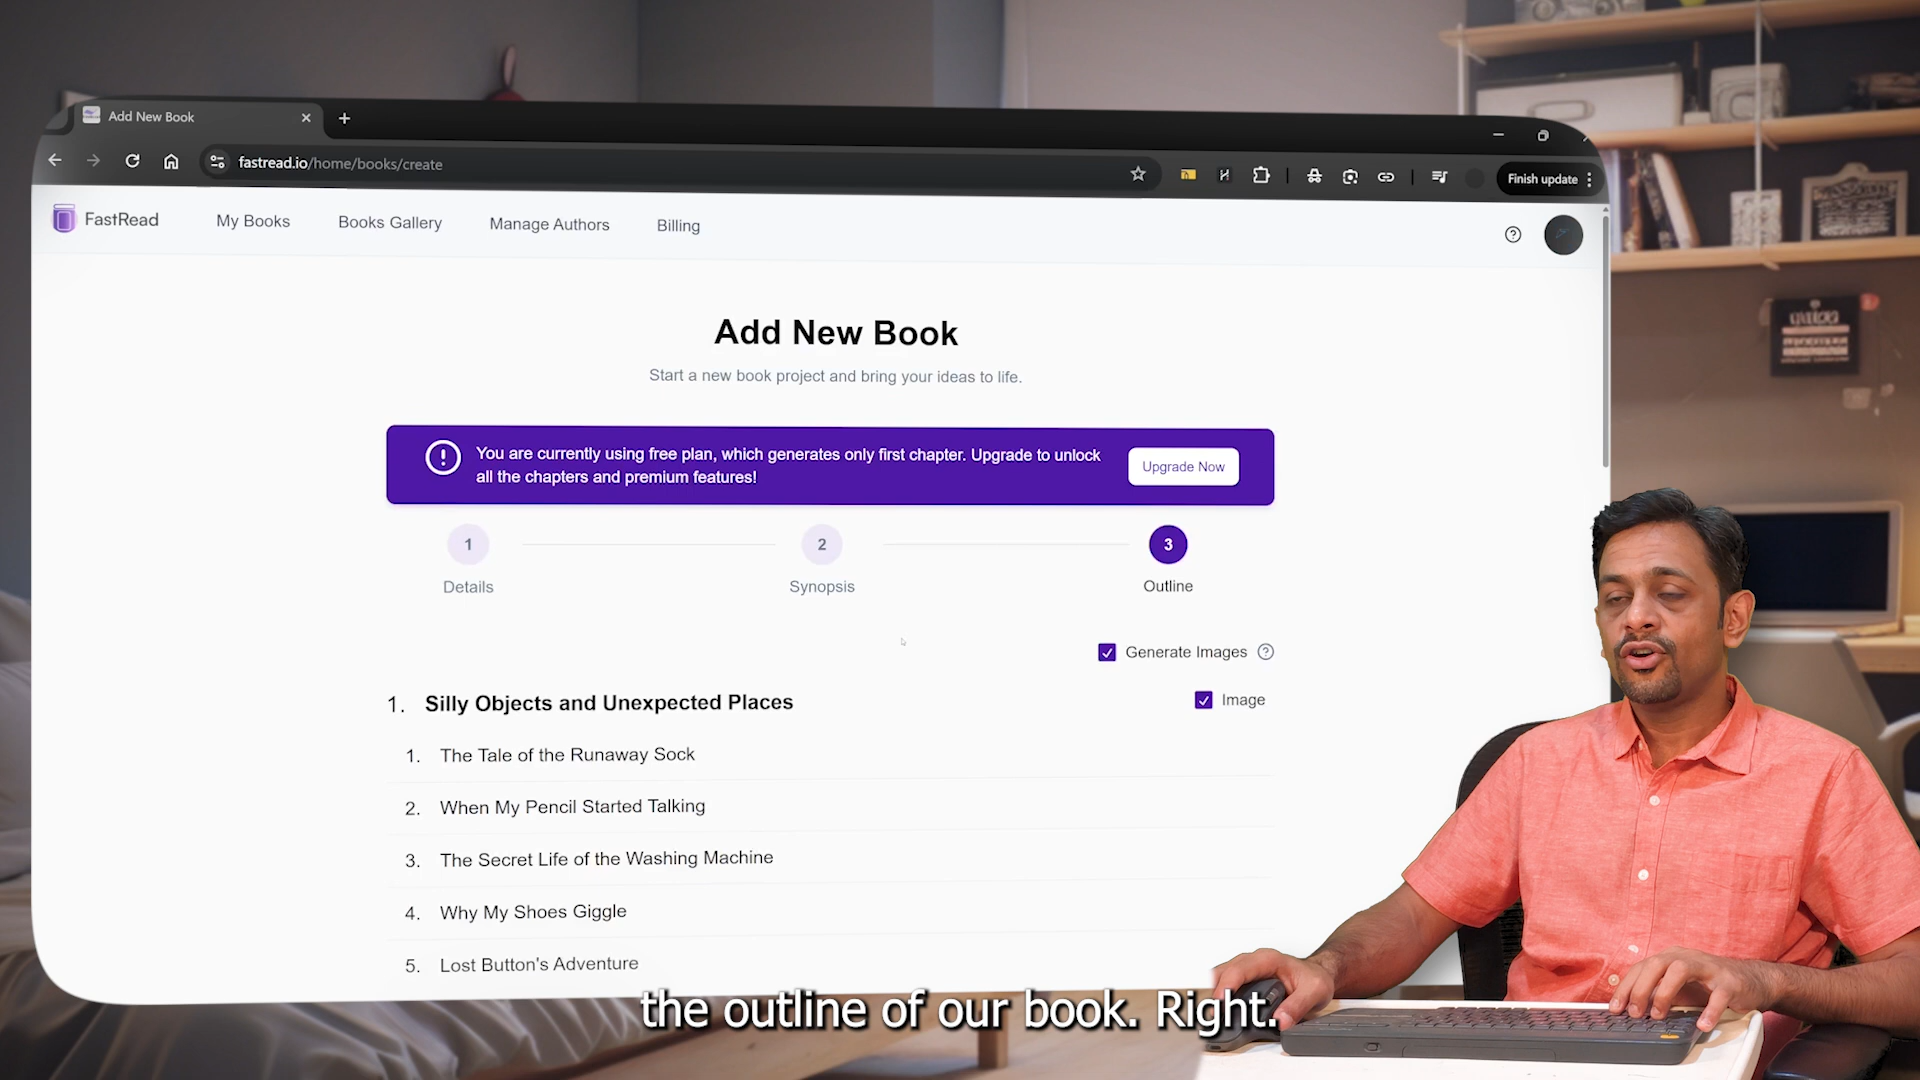 Add New Book
fastread.io/home/books/create
Finish update
FastRead
My Books
Books Gallery
Manage Authors
Billing
Add New Book
Start a new book project and bring your ideas to life.
You are currently using free plan, which generates only first chapter. Upgrade to unlock
all the chapters and premium features!
Upgrade Now
1
2
3
Details
Synopsis
Outline
Generate Images
1. Silly Objects and Unexpected Places
Image
1. The Tale of the Runaway Sock
2. When My Pencil Started Talking
3. The Secret Life of the Washing Machine
4. Why My Shoes Giggle
5. Lost Button's Adventure
the outline of our book. Right.